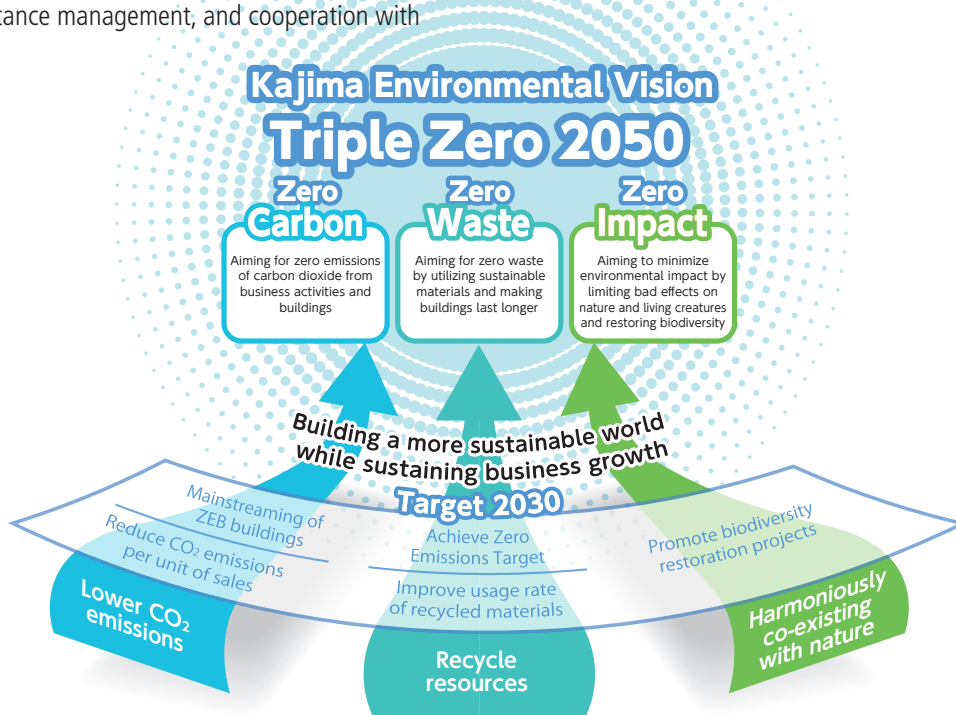 tance management, and cooperation with
Kajima Environmental Vision
Triple Zero 2050
Zero
Carbon
Aiming for zero emissions
of carbon dioxide from
business activities and
buildings
Zero
Waste
Aiming for zero waste
by utilizing sustainable
materials and making
buildings last longer
Zero
Impact
Aiming to minimize
environmental impact by
limiting bad effects on
nature and living creatures
and restoring biodiversity
Building a more sustainable world
while sustaining business growth
Target 2030
Mainstreaming of
ZEB buildings
Reduce CO₂ emissions
per unit of sales
Achieve Zero
Emissions Target
Improve usage rate
of recycled materials
Promote biodiversity
restoration projects
Lower CO₂
emissions
Recycle
resources
Harmoniously
co-existing
with nature